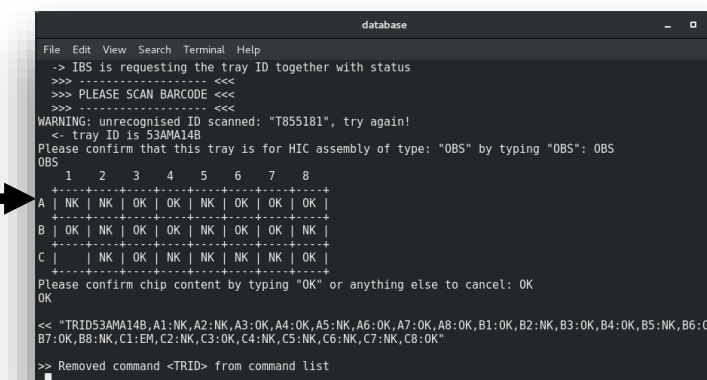 database
File Edit View Search Terminal Help
-> IBS is requesting the tray ID together with status
>>> ------------------- <<<
>>> PLEASE SCAN BARCODE <<<
>>> ------------------- <<<
WARNING: unrecognised ID scanned: "T855181", try again!
<- tray ID is 53AMA14B
Please confirm that this tray is for HIC assembly of type: "OBS" by typing "OBS": OBS
OBS
1 2 3 4 5 6 7 8
+----+----+----+----+----+----+----+----+
A | NK | NK | OK | OK | NK | OK | OK | OK |
+----+----+----+----+----+----+----+----+
B | OK | NK | OK | OK | NK | OK | OK | NK |
+----+----+----+----+----+----+----+----+
C |    | NK | OK | NK | NK | NK | NK | OK |
+----+----+----+----+----+----+----+----+
Please confirm chip content by typing "OK" or anything else to cancel: OK
OK
<< "TRID53AMA14B,A1:NK,A2:NK,A3:OK,A4:OK,A5:NK,A6:OK,A7:OK,A8:OK,B1:OK,B2:NK,B3:OK,B4:OK,B5:NK,B6:O
B7:OK,B8:NK,C1:EM,C2:NK,C3:OK,C4:NK,C5:NK,C6:NK,C7:NK,C8:OK"
>> Removed command <TRID> from command list